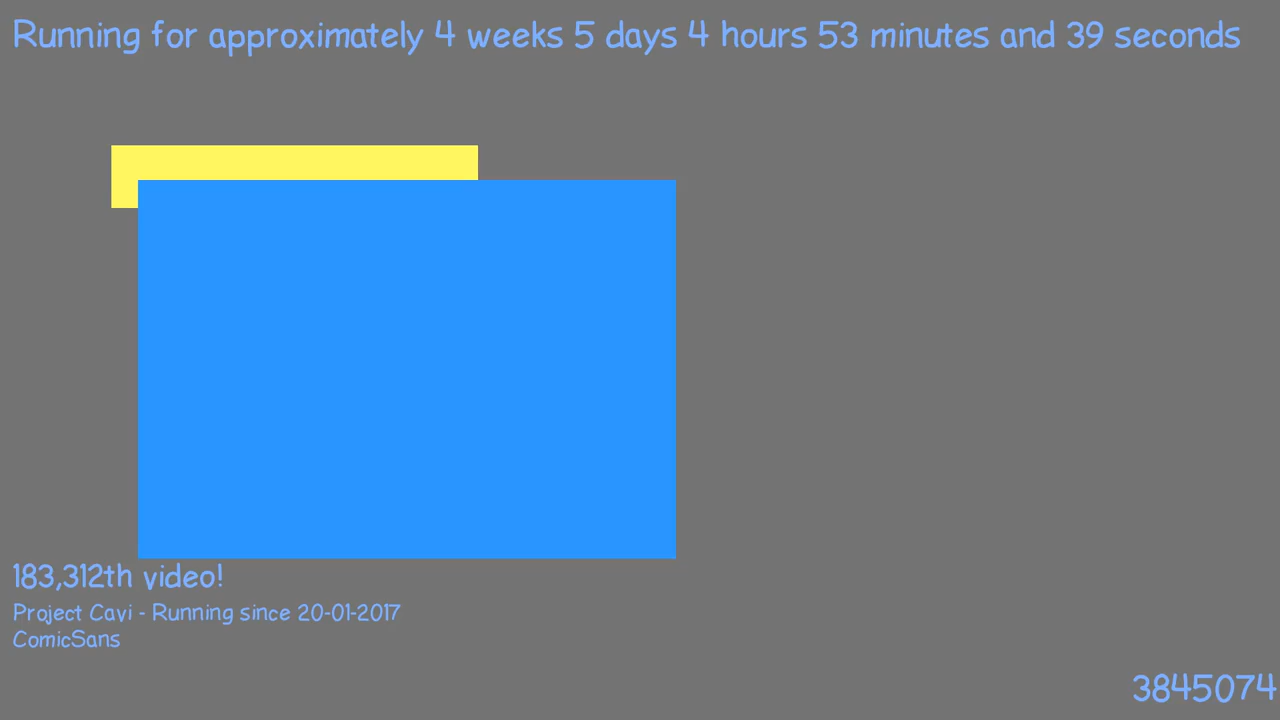 Running for approximately 4 weeks 5 days 4 hours 53 minutes and 39 seconds
183,312th video!
Project Cavi - Running since 20-01-2017
ComicSans
3845074